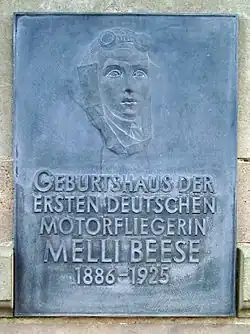 GEBURTSHAUS DER
ERSTEN DEUTSCHEN
MOTORFLIEGERIN
MELLI BEESE
1886-1925